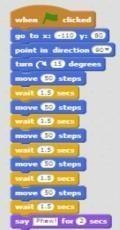 when clicked
go to x: -110 y: 80
point in direction 90
turn 15 degrees
move 50 steps
wait 1.5 secs
move 50 steps
wait 1.5 secs
move 50 steps
wait 1.5 secs
move 50 steps
wait 1.5 secs
move 50 steps
wait 1.5 secs
say Phew! for 2 secs